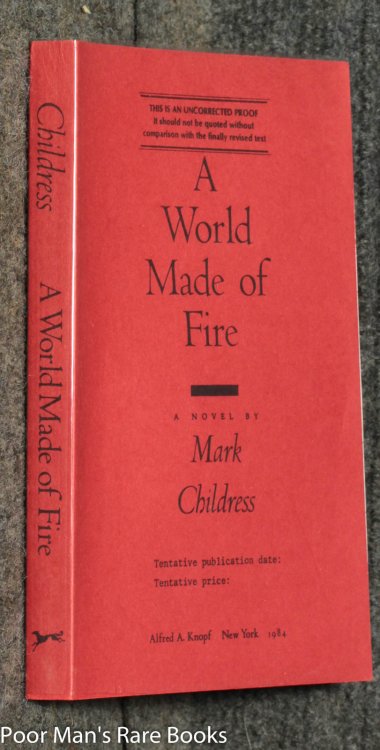 Childress A World Made of Fire
THIS IS AN UNCORRECTED PROOF
It should not be quoted without
comparison with the finally revised text
A
World
Made of
Fire
A NOVEL BY
Mark
Childress
Tentative publication date:
Tentative price:
Alfred A. Knopf New York 1984
Poor Man's Rare Books